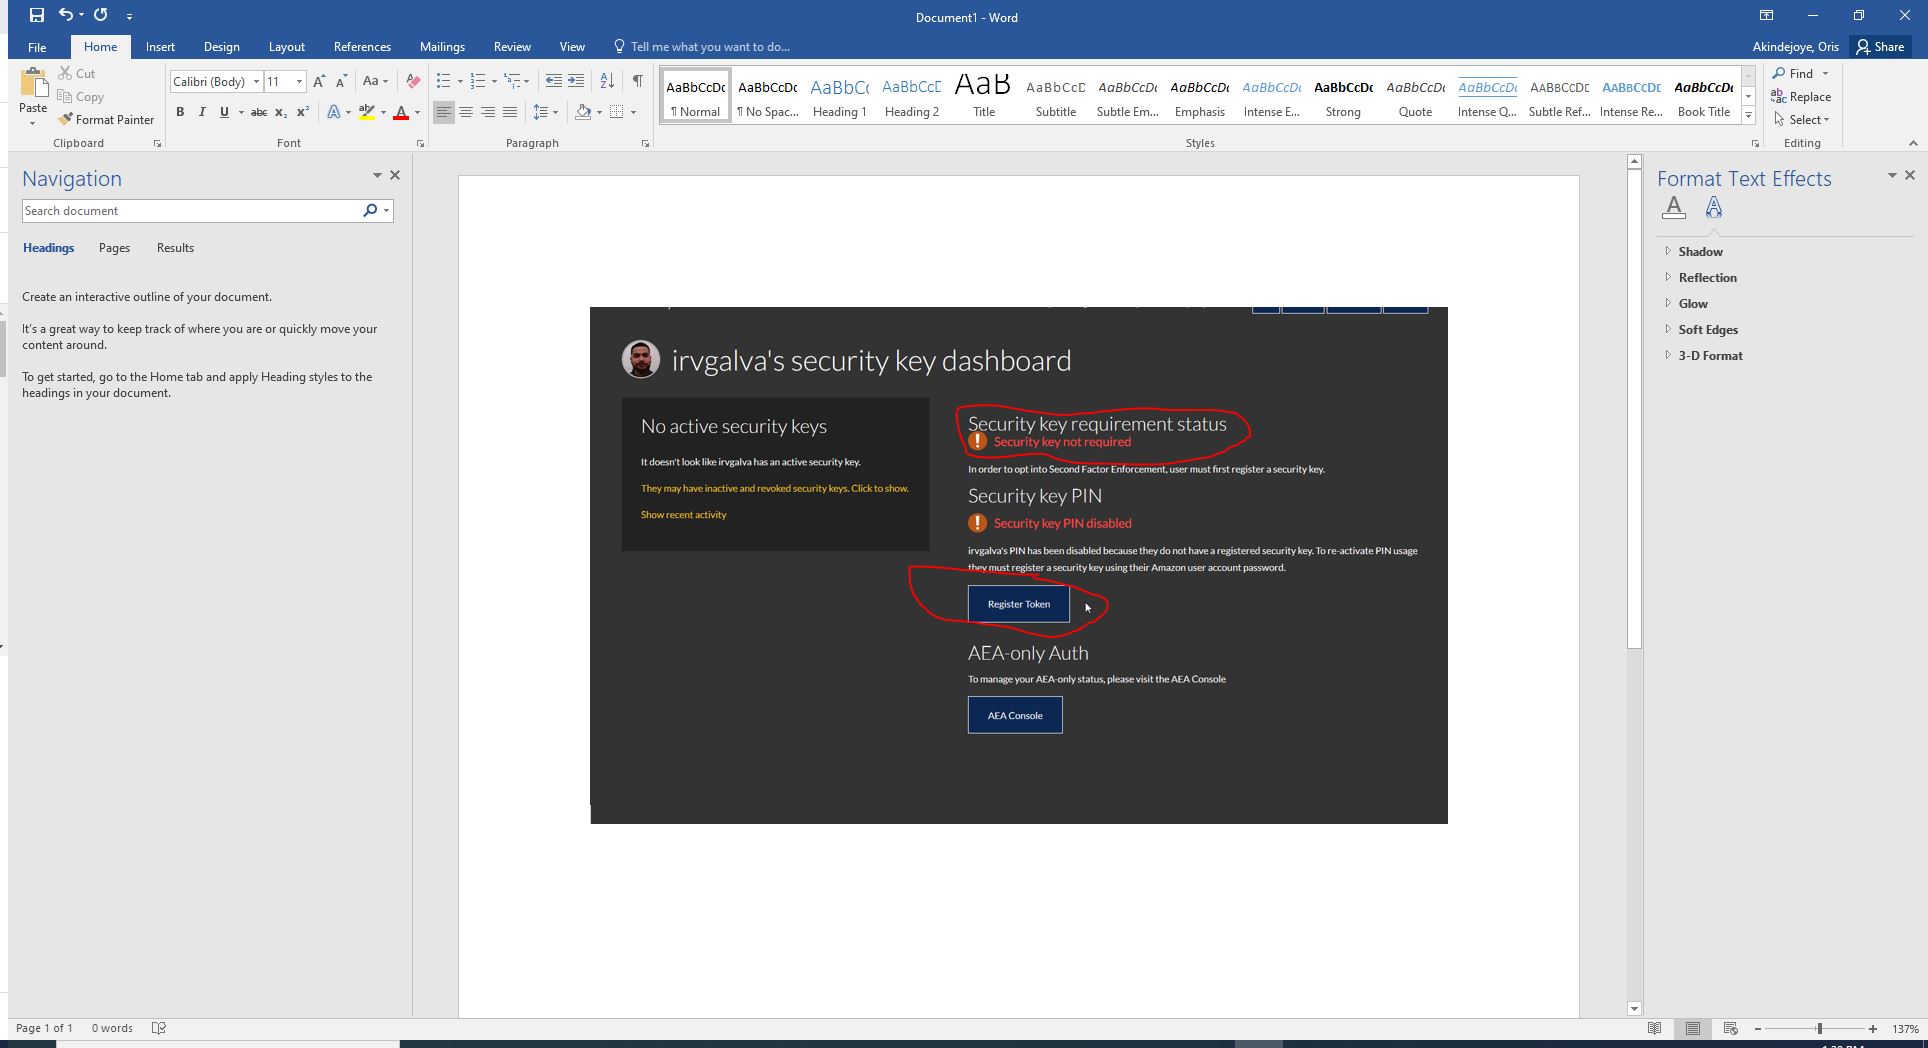 Document1 - Word
File Home Insert Design Layout References Mailings Review View Tell me what you want to do... Akindejoye, Oris Share
Cut
Copy
Paste
Format Painter
Clipboard
Calibri (Body) 11
Font
Paragraph
AaBbCcDc AaBbCcDc AaBbC( AaBbCcD AaB AaBbCcD AaBbCcDc AaBbCcDc AaBbCcDc AaBbCcDc AaBbCcDc AaBbCcDc AABBCCDE AABBCCDE AaBbCcDc
¶ Normal ¶ No Spac... Heading 1 Heading 2 Title Subtitle Subtle Em... Emphasis Intense E... Strong Quote Intense Q... Subtle Ref... Intense Re... Book Title
Styles
Find
Replace
Select
Editing
Navigation
Search document
Headings Pages Results
Create an interactive outline of your document.
It's a great way to keep track of where you are or quickly move your
content around.
To get started, go to the Home tab and apply Heading styles to the
headings in your document.
irvgalva's security key dashboard
No active security keys
It doesn't look like irvgalva has an active security key.
They may have inactive and revoked security keys. Click to show.
Show recent activity
Security key requirement status
Security key not required
In order to opt into Second Factor Enforcement, user must first register a security key.
Security key PIN
Security key PIN disabled
irvgalva's PIN has been disabled because they do not have a registered security key. To re-activate PIN usage
they must register a security key using their Amazon user account password.
Register Token
AEA-only Auth
To manage your AEA-only status, please visit the AEA Console
AEA Console
Format Text Effects
Shadow
Reflection
Glow
Soft Edges
3-D Format
Page 1 of 1 0 words
137%